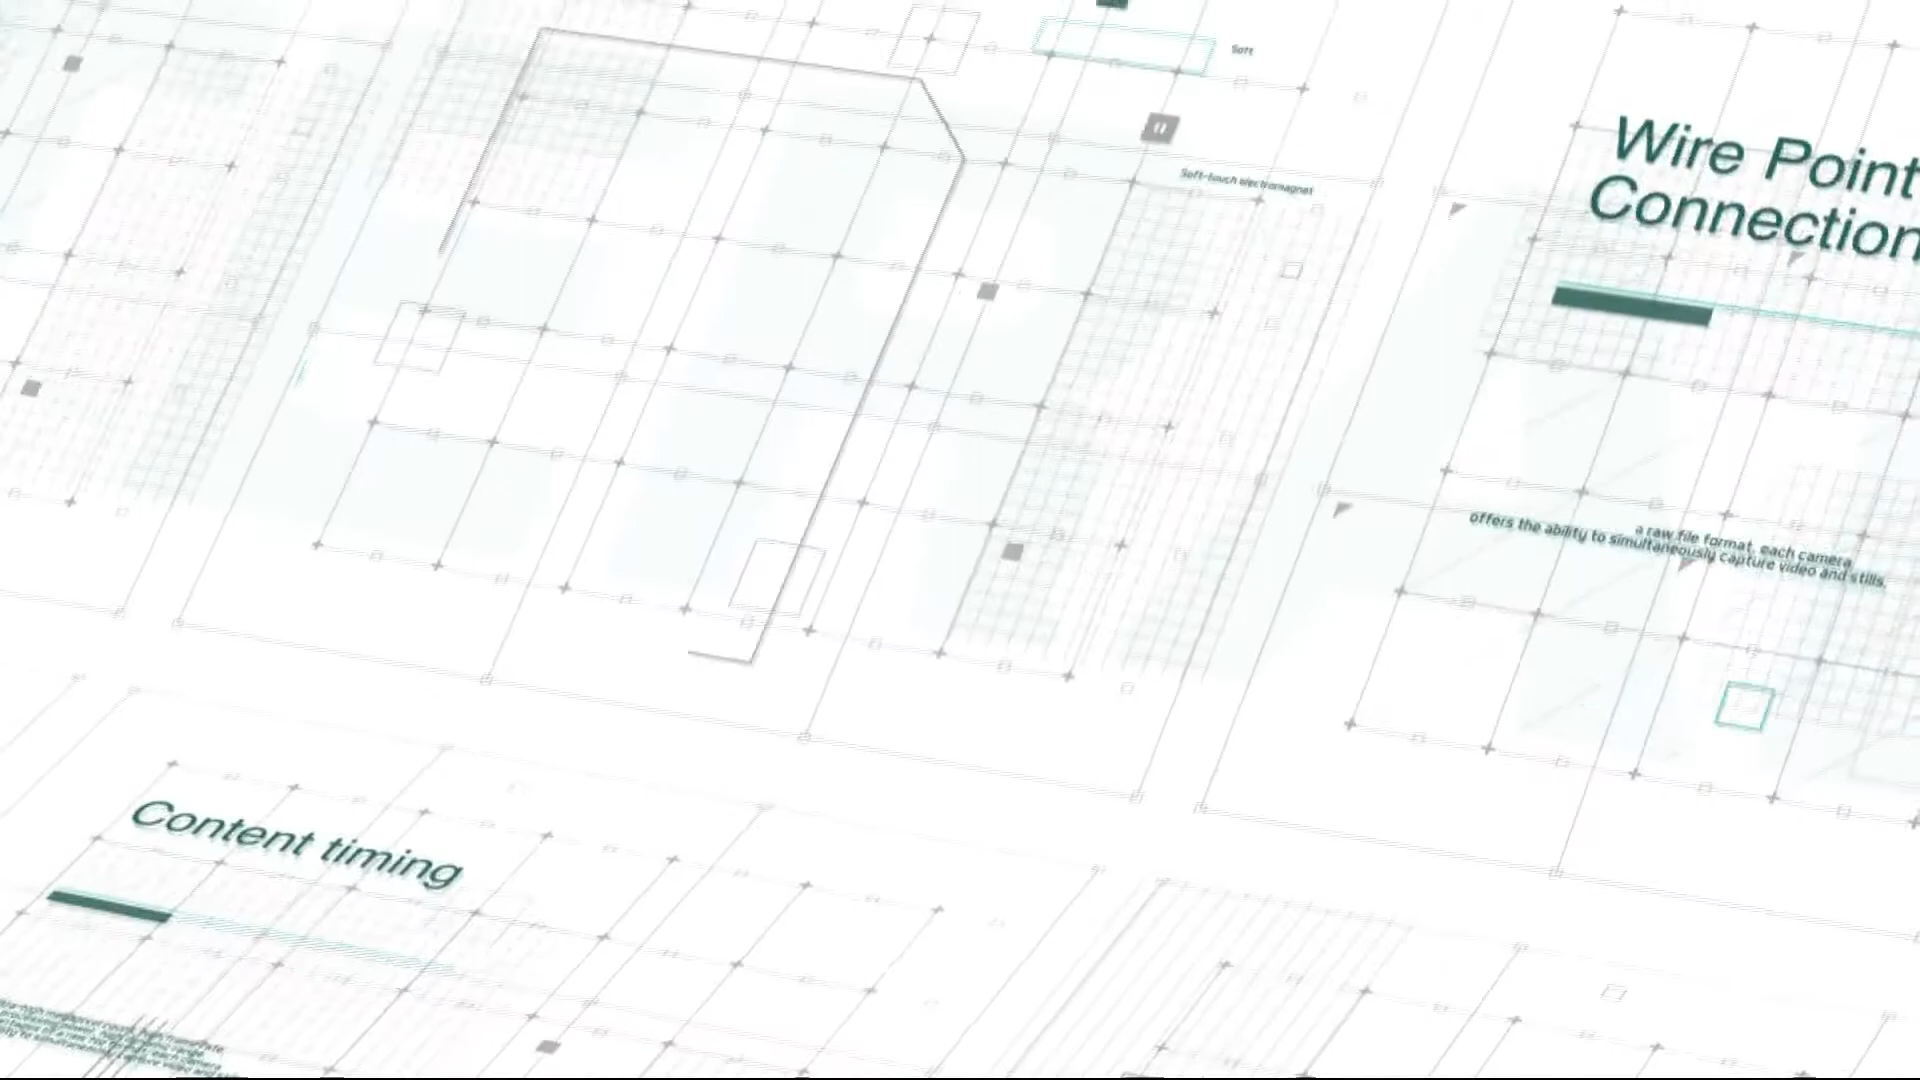 Soft
Soft-touch electromagnet
Wire Point
Connection
a raw file format, each camera
offers the ability to simultaneously capture video and stills.
Content timing